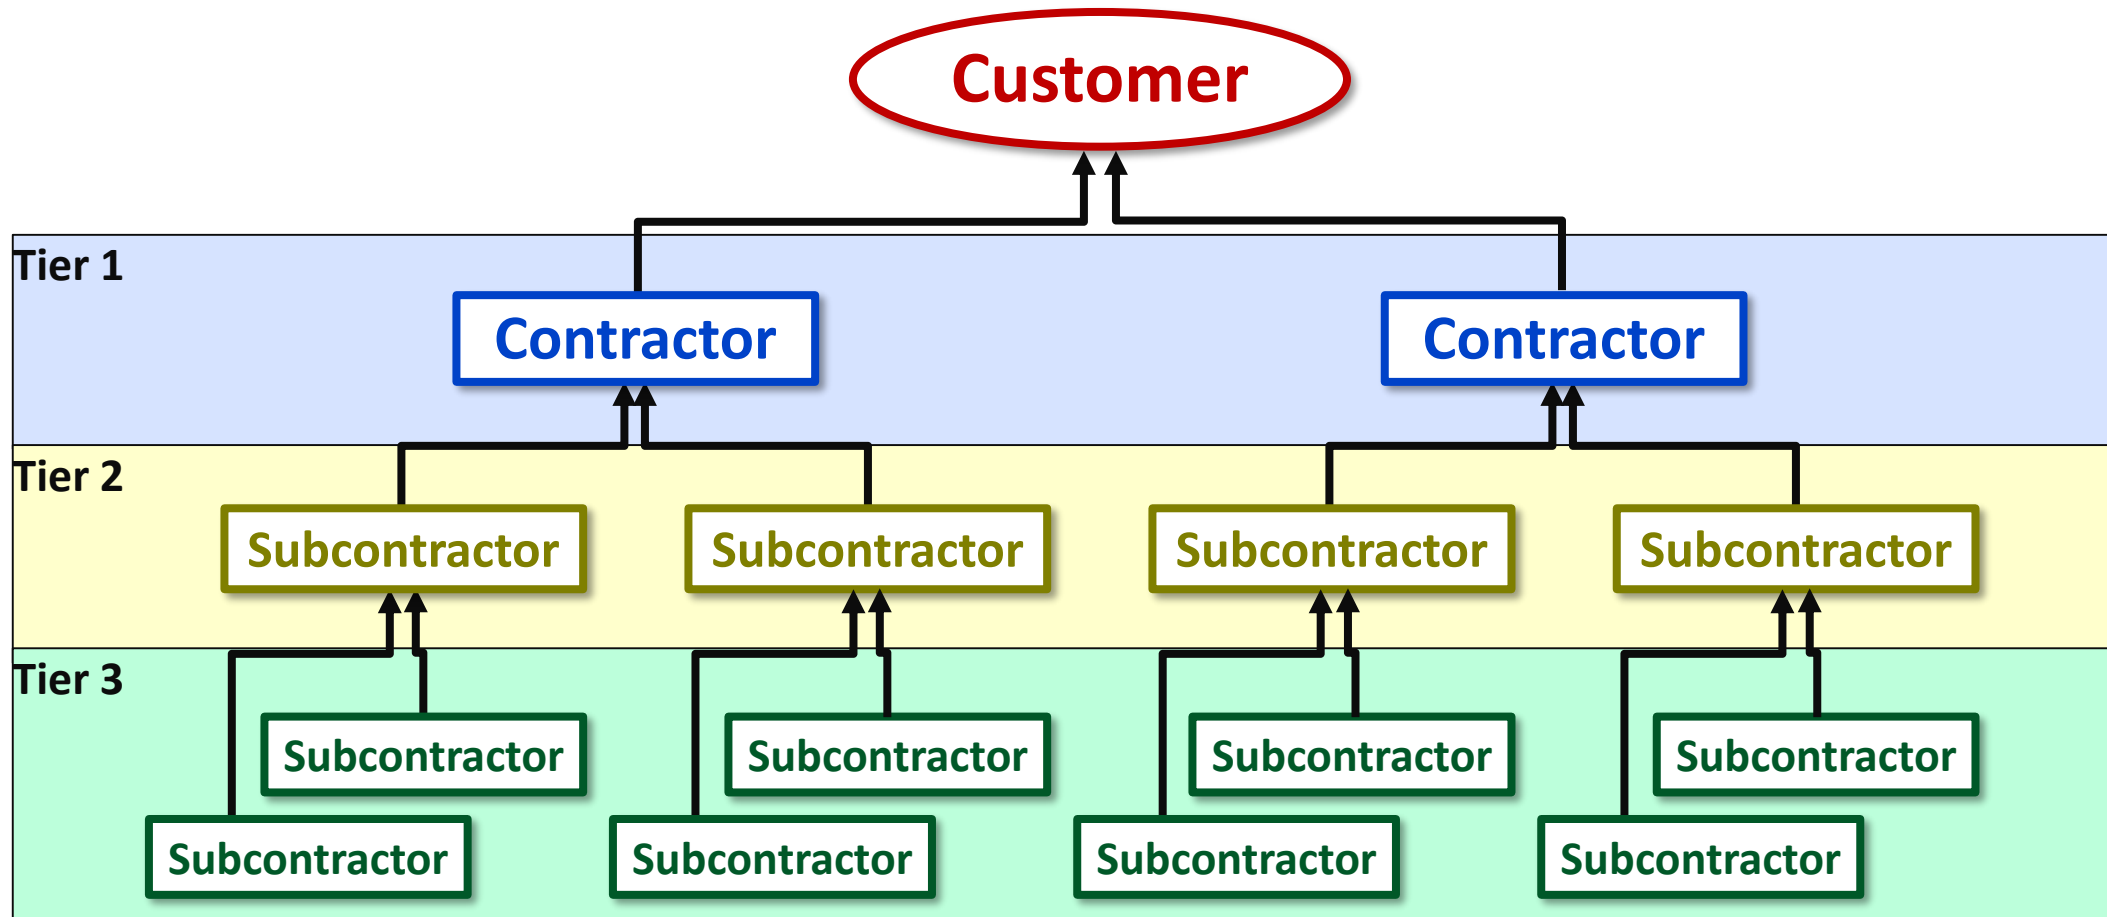 Customer
Tier 1
Contractor
Contractor
Tier 2
Subcontractor
Subcontractor
Subcontractor
Subcontractor
Tier 3
Subcontractor
Subcontractor
Subcontractor
Subcontractor
Subcontractor
Subcontractor
Subcontractor
Subcontractor